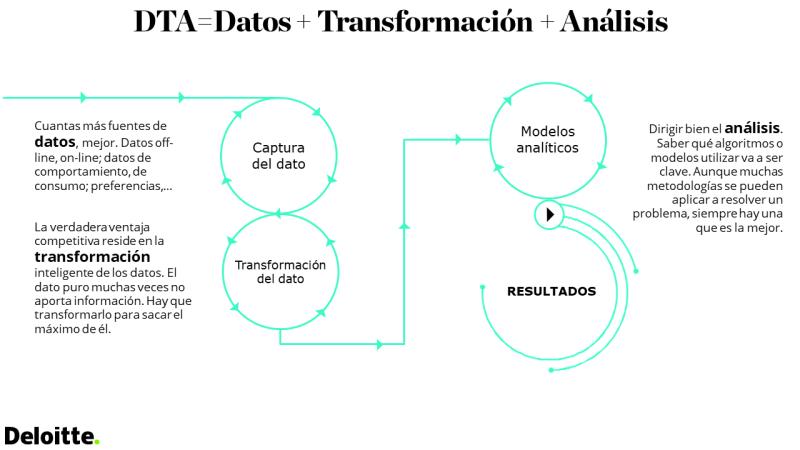 DTA=Datos + Transformación + Análisis
Cuantas más fuentes de
datos, mejor. Datos off-
line, on-line; datos de
comportamiento, de
consumo; preferencias,...
Captura
del dato
La verdadera ventaja
competitiva reside en la
transformación
inteligente de los datos. El
dato puro muchas veces no
aporta información. Hay que
transformarlo para sacar el
máximo de él.
Transformación
del dato
Modelos
analíticos
Dirigir bien el análisis.
Saber qué algoritmos o
modelos utilizar va a ser
clave. Aunque muchas
metodologías se pueden
aplicar a resolver un
problema, siempre hay una
que es la mejor.
RESULTADOS
Deloitte.